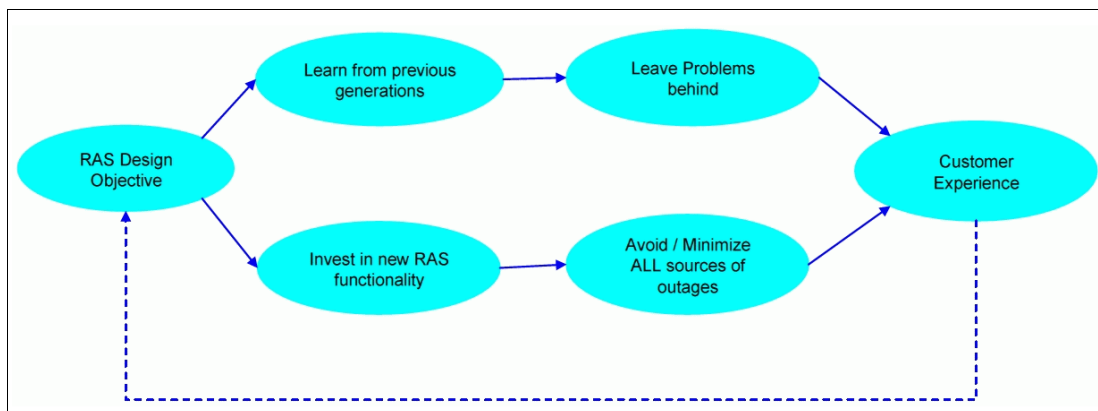 Learn from previous
generations
Leave Problems
behind
RAS Design
Objective
Customer
Experience
Invest in new RAS
functionality
Avoid / Minimize
ALL sources of
outages